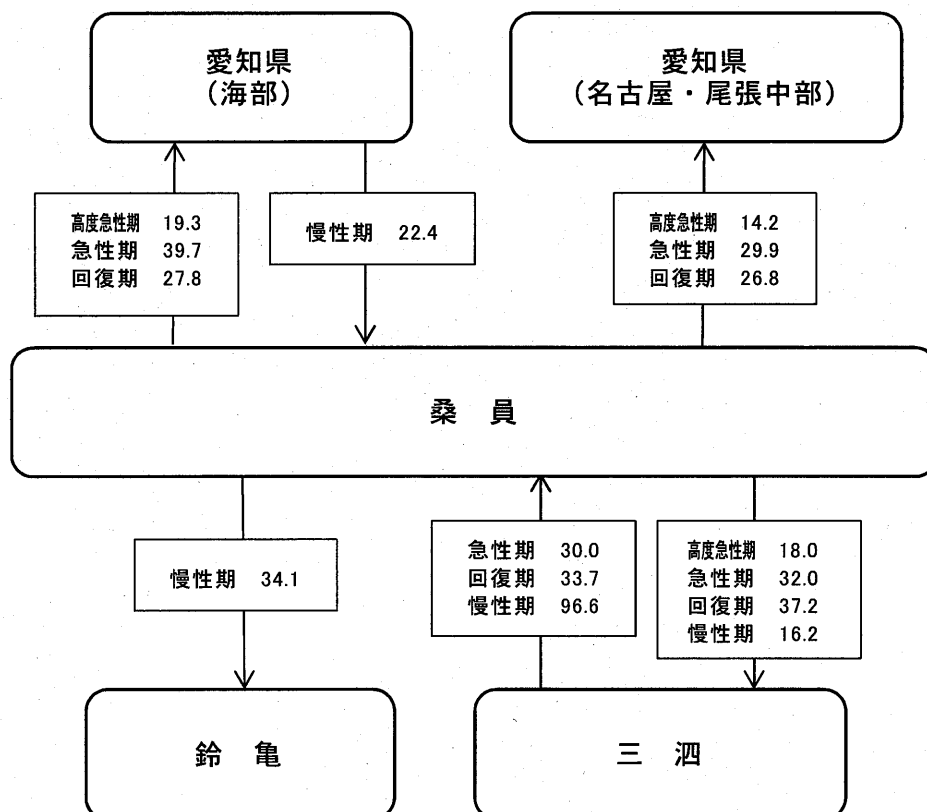 愛知県
（海部）
愛知県
（名古屋・尾張中部）
高度急性期 19.3
急性期 39.7
回復期 27.8
慢性期 22.4
高度急性期 14.2
急性期 29.9
回復期 26.8
桑員
慢性期 34.1
急性期 30.0
回復期 33.7
慢性期 96.6
高度急性期 18.0
急性期 32.0
回復期 37.2
慢性期 16.2
鈴亀
三泗